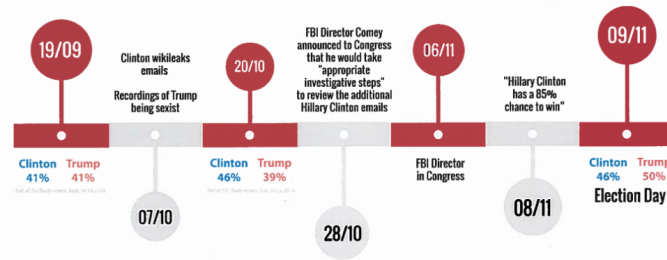 19/09
Clinton Trump
41% 41%
Clinton wikileaks
emails
Recordings of Trump
being sexist
07/10
20/10
Clinton Trump
46% 39%
FBI Director Comey
announced to Congress
that he would take
"appropriate
investigative steps"
to review the additional
Hillary Clinton emails
28/10
06/11
FBI Director
in Congress
"Hillary Clinton
has a 85%
chance to win"
08/11
09/11
Clinton Trump
46% 50%
Election Day